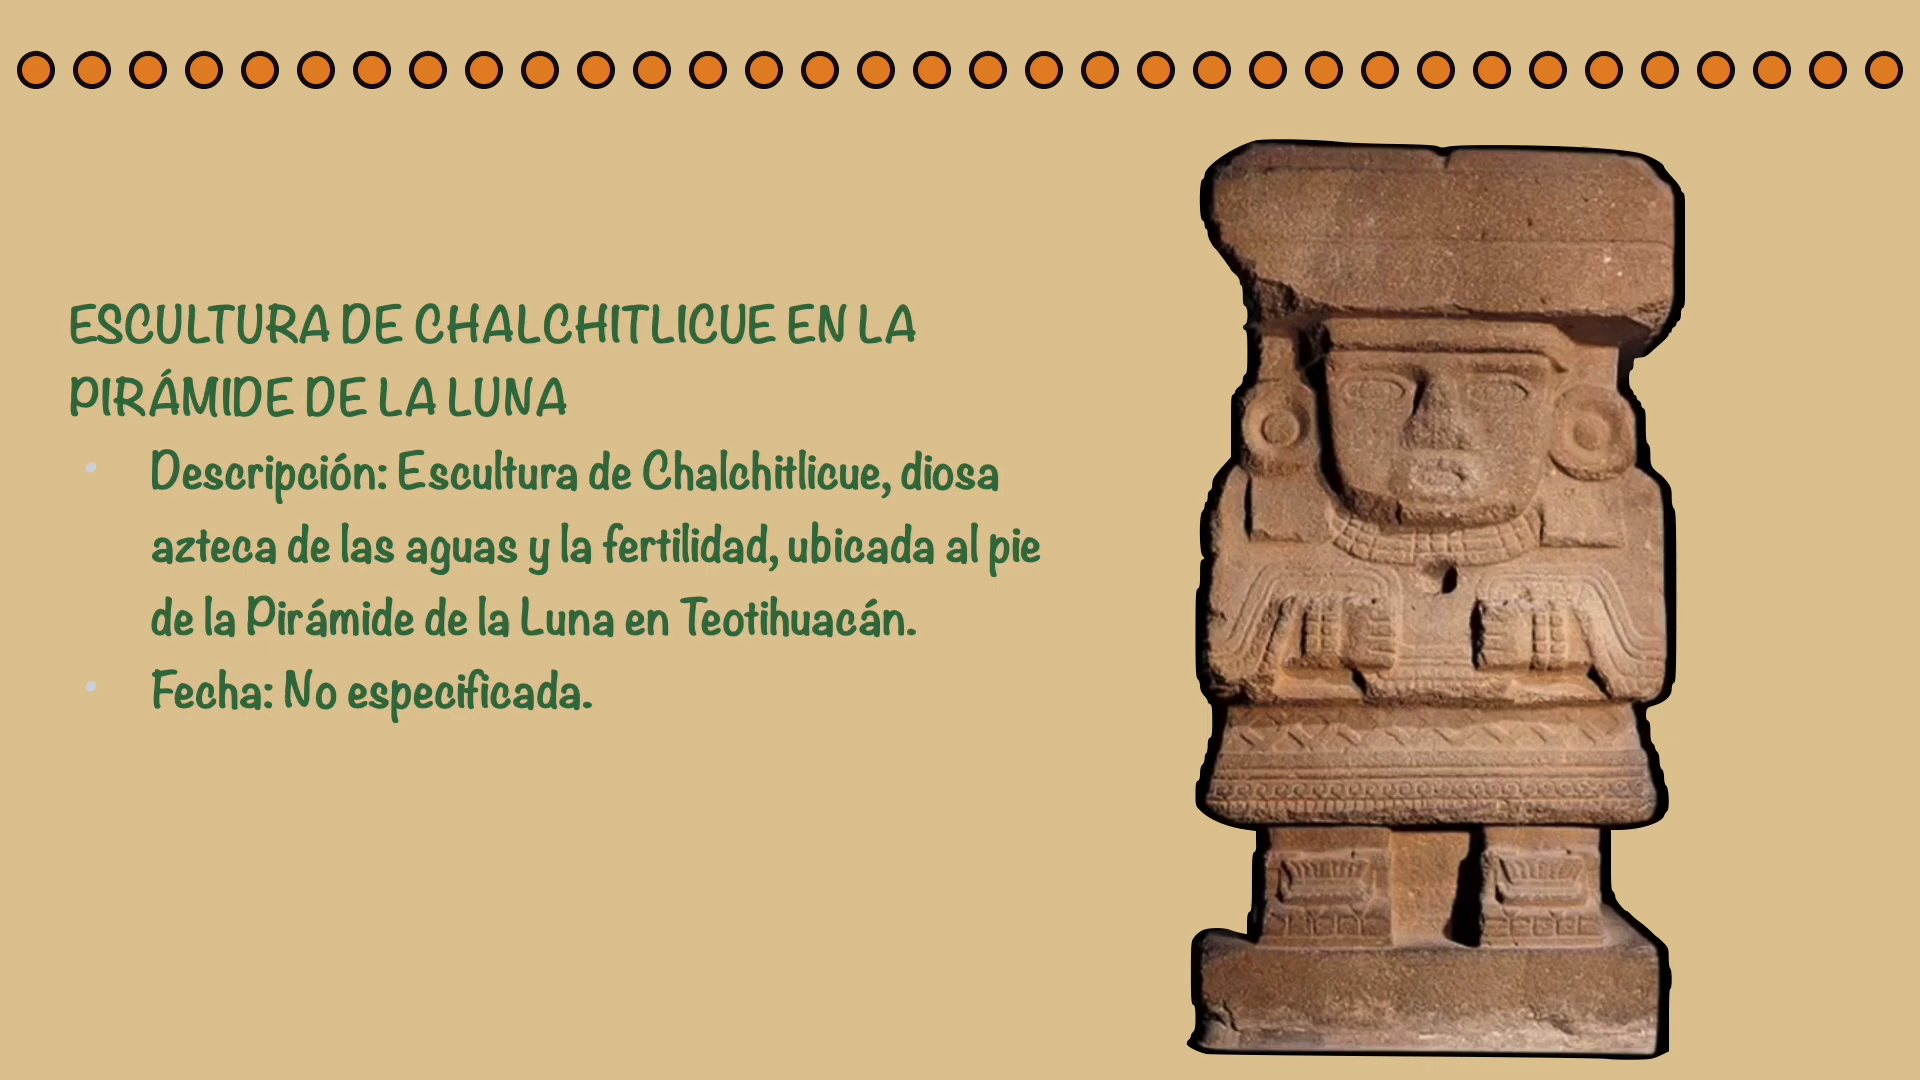 ESCULTURA DE CHALCHITLICUE EN LA
PIRÁMIDE DE LA LUNA
• Descripción: Escultura de Chalchitlicue, diosa
azteca de las aguas y la fertilidad, ubicada al pie
de la Pirámide de la Luna en Teotihuacán.
• Fecha: No especificada.